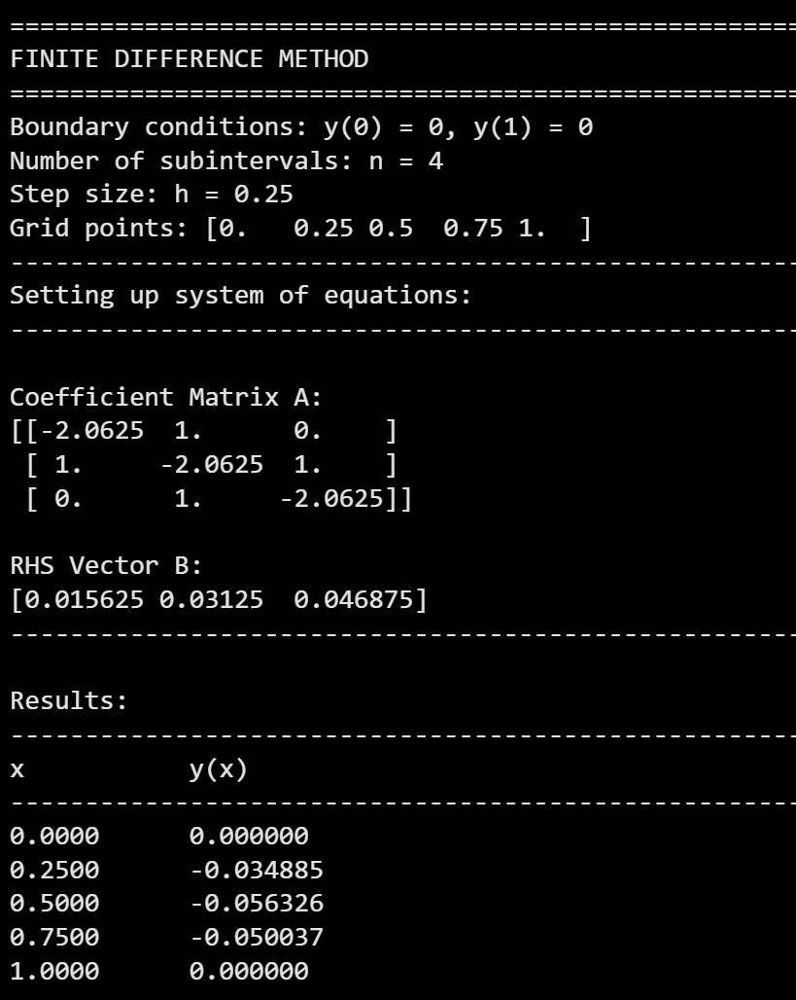 =====================================================
FINITE DIFFERENCE METHOD
=====================================================
Boundary conditions: y(0) = 0, y(1) = 0
Number of subintervals: n = 4
Step size: h = 0.25
Grid points: [0.   0.25 0.5  0.75 1.  ]
-----------------------------------------------------
Setting up system of equations:
-----------------------------------------------------
Coefficient Matrix A:
[[-2.0625  1.      0.    ]
 [ 1.     -2.0625  1.    ]
 [ 0.      1.     -2.0625]]
RHS Vector B:
[0.015625 0.03125  0.046875]
-----------------------------------------------------
Results:
-----------------------------------------------------
x           y(x)
-----------------------------------------------------
0.0000      0.000000
0.2500      -0.034885
0.5000      -0.056326
0.7500      -0.050037
1.0000      0.000000